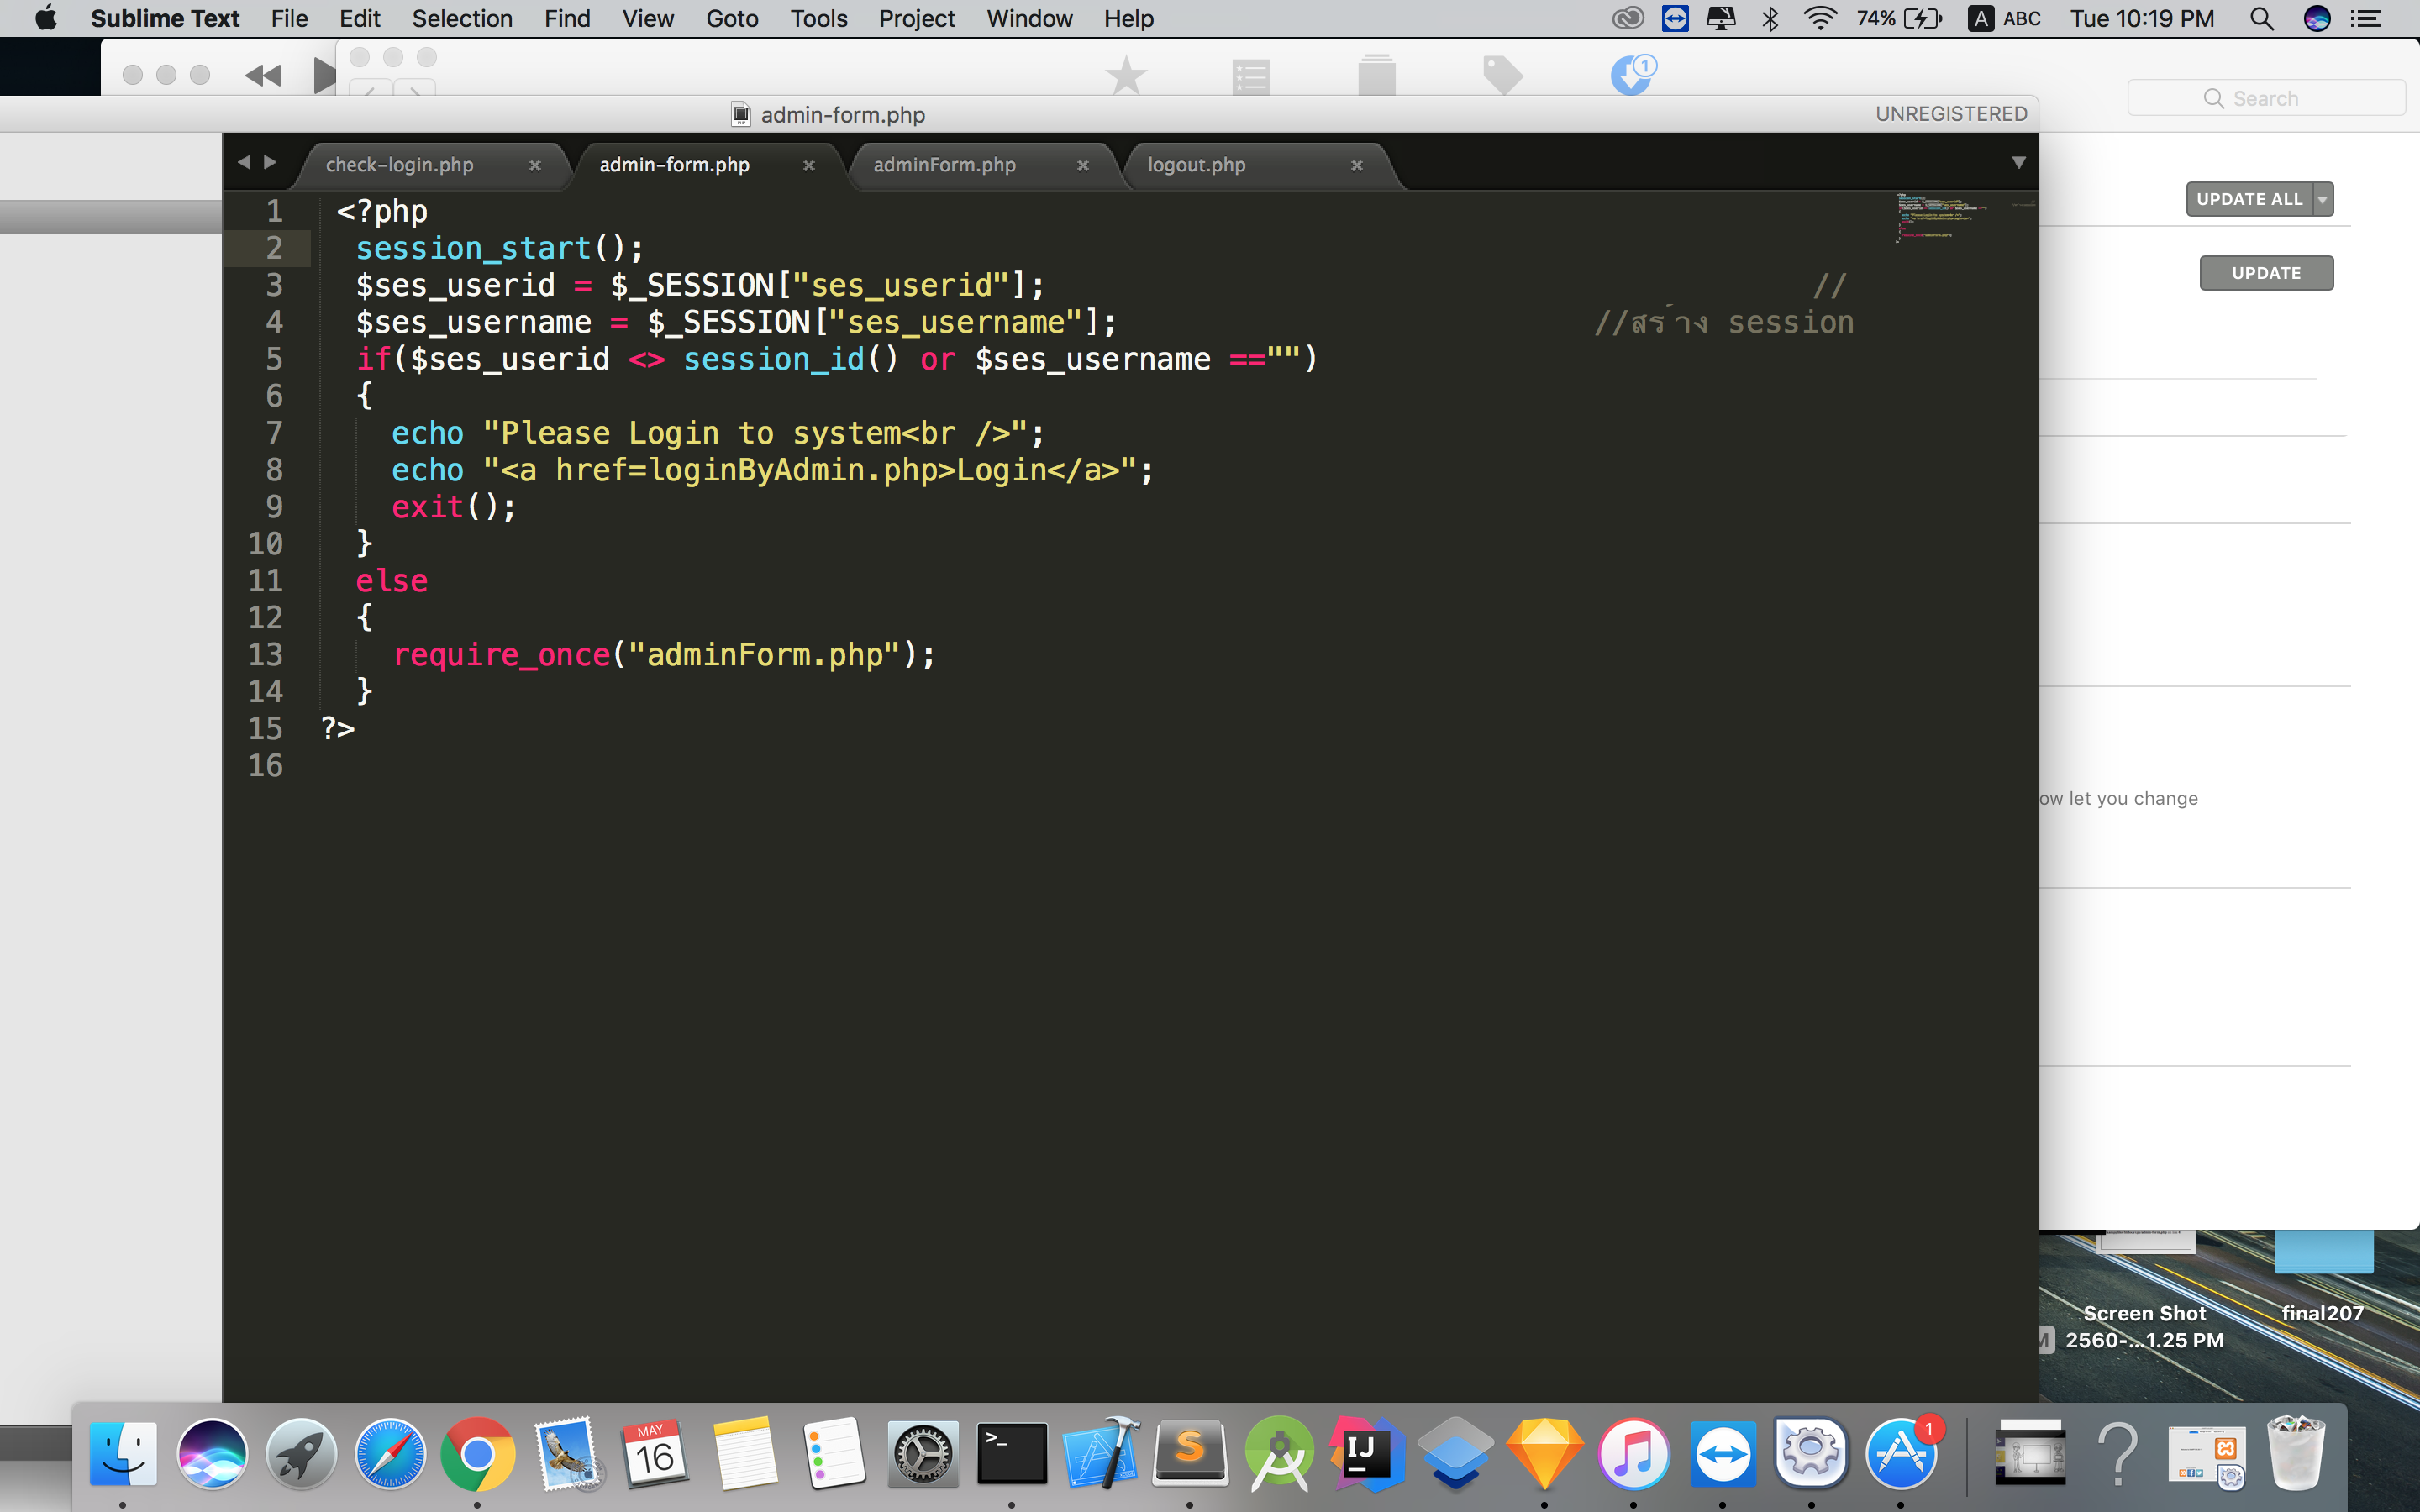 Sublime Text File Edit Selection Find View Goto Tools Project Window Help 74% A ABC Tue 10:19 PM
1
Search
admin-form.php UNREGISTERED
check-login.php × admin-form.php × adminForm.php × logout.php ×
UPDATE ALL
UPDATE
1 <?php
2 session_start();
3 $ses_userid = $_SESSION["ses_userid"]; //
4 $ses_username = $_SESSION["ses_username"]; //สร้าง session
5 if($ses_userid <> session_id() or $ses_username =="")
6 {
7 echo "Please Login to system<br />";
8 echo "<a href=loginByAdmin.php>Login</a>";
9 exit();
10 }
11 else
12 {
13 require_once("adminForm.php");
14 }
15 ?>
16
ow let you change
Screen Shot
2560-...1.25 PM
final207
MAY
16
>_
S
IJ
1
?